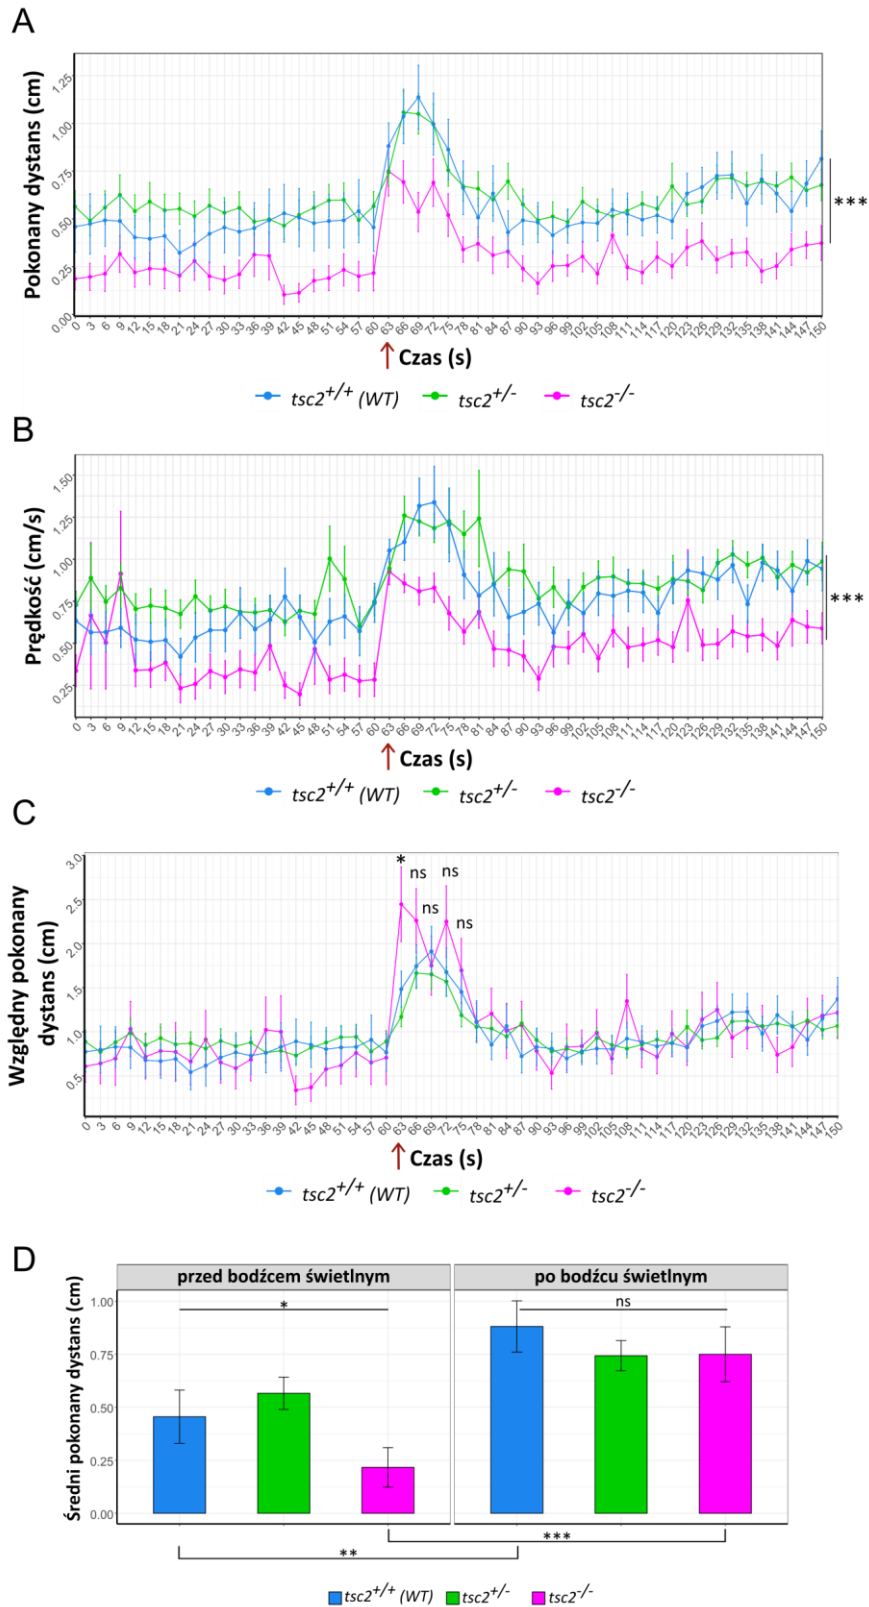 A
Pokonany dystans (cm)
1.25
1.00
0.75
0.50
0.25
0.00
***
0 3 6 9 12 15 18 21 24 27 30 33 36 39 42 45 48 51 54 57 60 63 66 69 72 75 78 81 84 87 90 93 96 99 102 105 108 111 114 117 120 123 126 129 132 135 138 141 144 147 150
↑ Czas (s)
tsc2+/+ (WT) tsc2+/- tsc2-/-
B
Prędkość (cm/s)
1.50
1.25
1.00
0.75
0.50
0.25
***
0 3 6 9 12 15 18 21 24 27 30 33 36 39 42 45 48 51 54 57 60 63 66 69 72 75 78 81 84 87 90 93 96 99 102 105 108 111 114 117 120 123 126 129 132 135 138 141 144 147 150
↑ Czas (s)
tsc2+/+ (WT) tsc2+/- tsc2-/-
C
Względny pokonany
dystans (cm)
3.0
2.5
2.0
1.5
1.0
0.5
* ns ns ns ns
0 3 6 9 12 15 18 21 24 27 30 33 36 39 42 45 48 51 54 57 60 63 66 69 72 75 78 81 84 87 90 93 96 99 102 105 108 111 114 117 120 123 126 129 132 135 138 141 144 147 150
↑ Czas (s)
tsc2+/+ (WT) tsc2+/- tsc2-/-
D
Średni pokonany dystans (cm)
przed bodźcem świetlnym po bodźcu świetlnym
1.00
0.75
0.50
0.25
0.00
* ns
***
**
tsc2+/+ (WT) tsc2+/- tsc2-/-